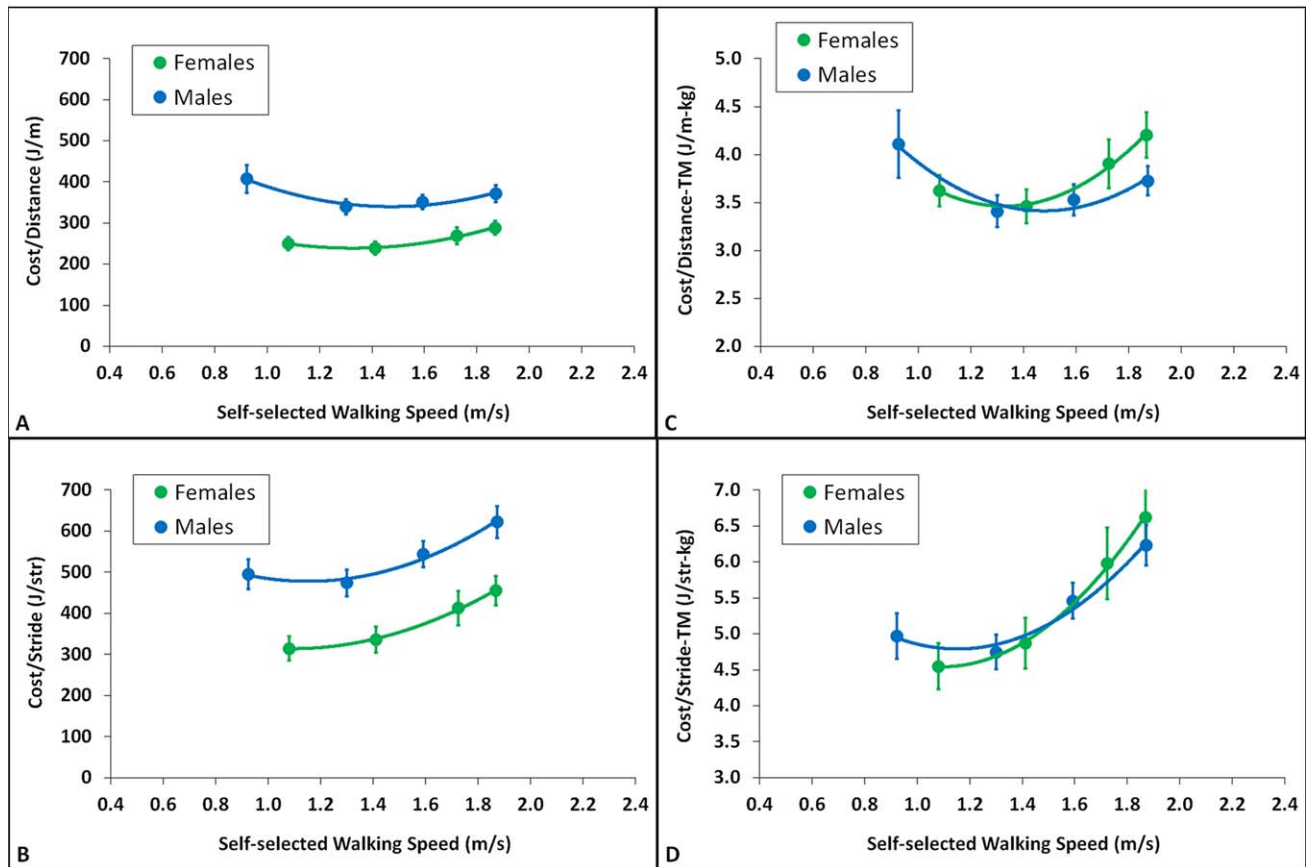 Females
Males
Cost/Distance (J/m)
700
600
500
400
300
200
100
0
0.4 0.6 0.8 1.0 1.2 1.4 1.6 1.8 2.0 2.2 2.4
Self-selected Walking Speed (m/s)
A
Females
Males
Cost/Distance-TM (J/m-kg)
5.0
4.5
4.0
3.5
3.0
2.5
2.0
0.4 0.6 0.8 1.0 1.2 1.4 1.6 1.8 2.0 2.2 2.4
Self-selected Walking Speed (m/s)
C
Females
Males
Cost/Stride (J/str)
700
600
500
400
300
200
100
0
0.4 0.6 0.8 1.0 1.2 1.4 1.6 1.8 2.0 2.2 2.4
Self-selected Walking Speed (m/s)
B
Females
Males
Cost/Stride-TM (J/str-kg)
7.0
6.5
6.0
5.5
5.0
4.5
4.0
3.5
3.0
0.4 0.6 0.8 1.0 1.2 1.4 1.6 1.8 2.0 2.2 2.4
Self-selected Walking Speed (m/s)
D